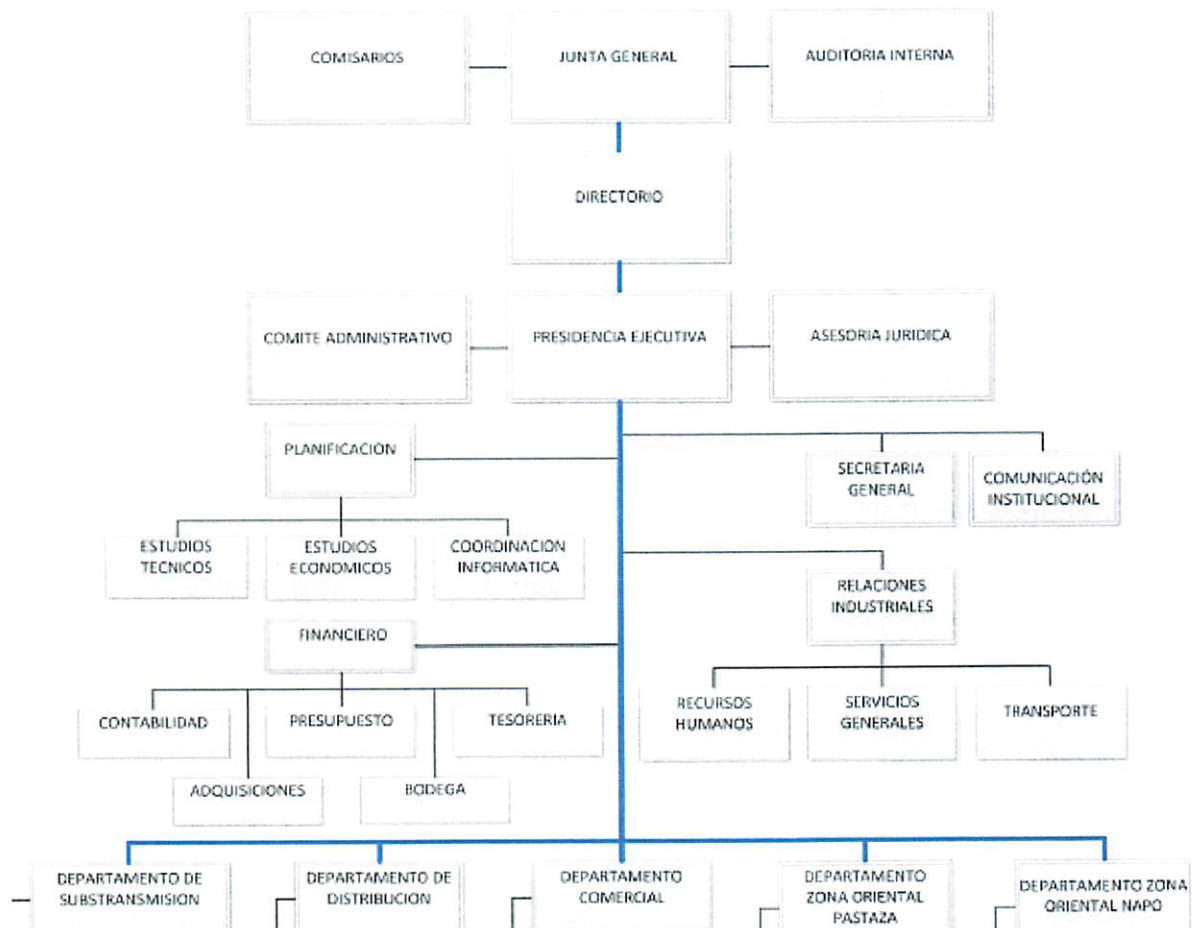 COMISARIOS
JUNTA GENERAL
AUDITORIA INTERNA
DIRECTORIO
COMITE ADMINISTRATIVO
PRESIDENCIA EJECUTIVA
ASESORIA JURIDICA
PLANIFICACION
SECRETARIA
GENERAL
COMUNICACIÓN
INSTITUCIONAL
ESTUDIOS
TECNICOS
ESTUDIOS
ECONOMICOS
COORDINACION
INFORMATICA
RELACIONES
INDUSTRIALES
FINANCIERO
CONTABILIDAD
PRESUPUESTO
TESORERIA
RECURSOS
HUMANOS
SERVICIOS
GENERALES
TRANSPORTE
ADQUISICIONES
BODEGA
DEPARTAMENTO DE
SUBSTRANSMISION
DEPARTAMENTO DE
DISTRIBUCION
DEPARTAMENTO
COMERCIAL
DEPARTAMENTO
ZONA ORIENTAL
PASTAZA
DEPARTAMENTO ZONA
ORIENTAL NAPO